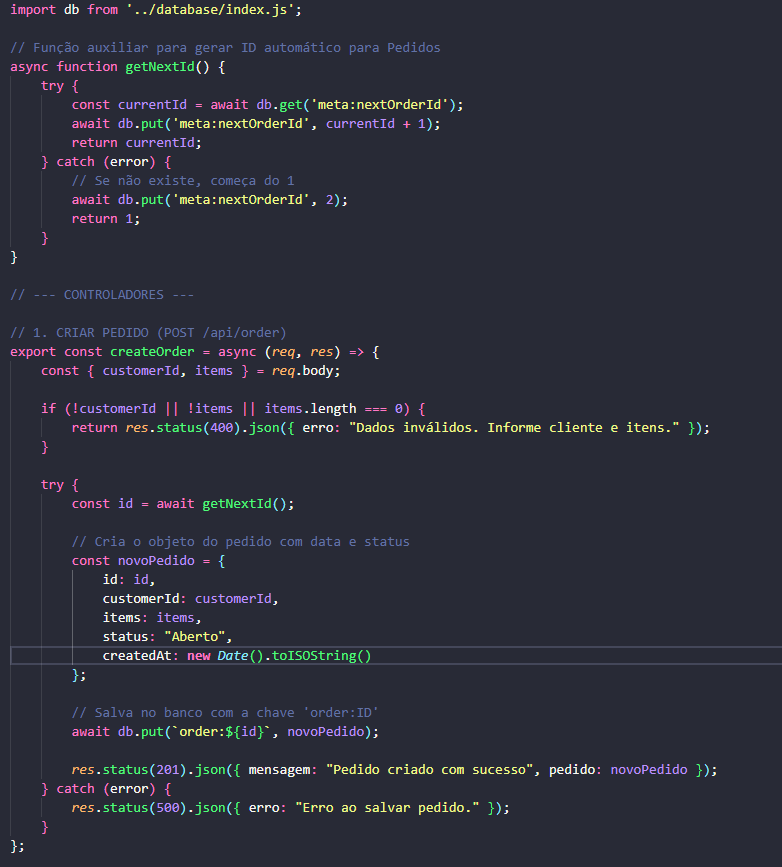 import db from '../database/index.js';
// Função auxiliar para gerar ID automático para Pedidos
async function getNextId() {
try {
const currentId = await db.get('meta:nextOrderId');
await db.put('meta:nextOrderId', currentId + 1);
return currentId;
} catch (error) {
// Se não existe, começa do 1
await db.put('meta:nextOrderId', 2);
return 1;
}
}
// --- CONTROLADORES ---
// 1. CRIAR PEDIDO (POST /api/order)
export const createOrder = async (req, res) => {
const { customerId, items } = req.body;
if (!customerId || !items || items.length === 0) {
return res.status(400).json({ erro: "Dados inválidos. Informe cliente e itens." });
}
try {
const id = await getNextId();
// Cria o objeto do pedido com data e status
const novoPedido = {
id: id,
customerId: customerId,
items: items,
status: "Aberto",
createdAt: new Date().toISOString()
};
// Salva no banco com a chave 'order:ID'
await db.put(`order:${id}`, novoPedido);
res.status(201).json({ mensagem: "Pedido criado com sucesso", pedido: novoPedido });
} catch (error) {
res.status(500).json({ erro: "Erro ao salvar pedido." });
}
};